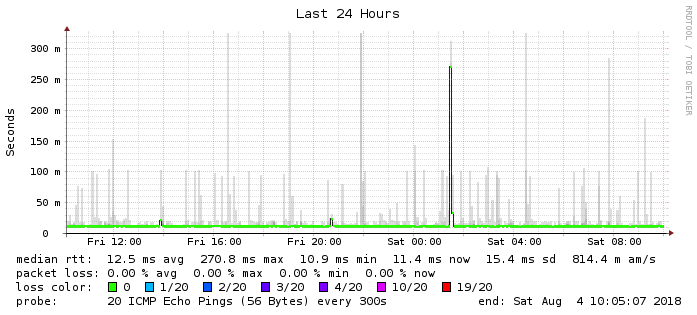 Last 24 Hours
RRDTOOL / TOBI OETIKER
Seconds
300 m
250 m
200 m
150 m
100 m
50 m
0
Fri 12:00 Fri 16:00 Fri 20:00 Sat 00:00 Sat 04:00 Sat 08:00
median rtt: 12.5 ms avg 270.8 ms max 10.9 ms min 11.4 ms now 15.4 ms sd 814.4 m am/s
packet loss: 0.00 % avg 0.00 % max 0.00 % min 0.00 % now
loss color: 0 1/20 2/20 3/20 4/20 10/20 19/20
probe: 20 ICMP Echo Pings (56 Bytes) every 300s end: Sat Aug 4 10:05:07 2018